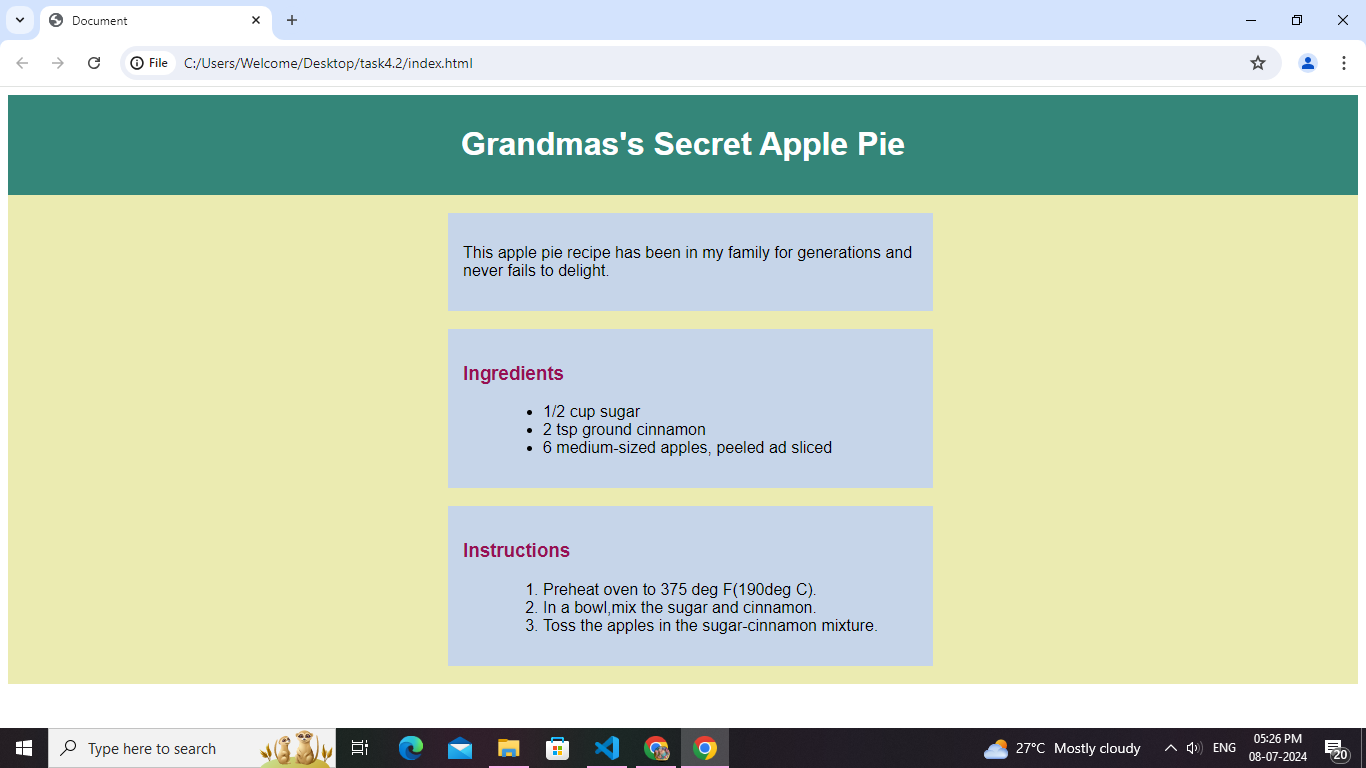 Document
File
C:/Users/Welcome/Desktop/task4.2/index.html
Grandmas's Secret Apple Pie
This apple pie recipe has been in my family for generations and
never fails to delight.
Ingredients
• 1/2 cup sugar
• 2 tsp ground cinnamon
• 6 medium-sized apples, peeled ad sliced
Instructions
1. Preheat oven to 375 deg F(190deg C).
2. In a bowl,mix the sugar and cinnamon.
3. Toss the apples in the sugar-cinnamon mixture.
Type here to search
27°C Mostly cloudy
ENG
05:26 PM
08-07-2024
20